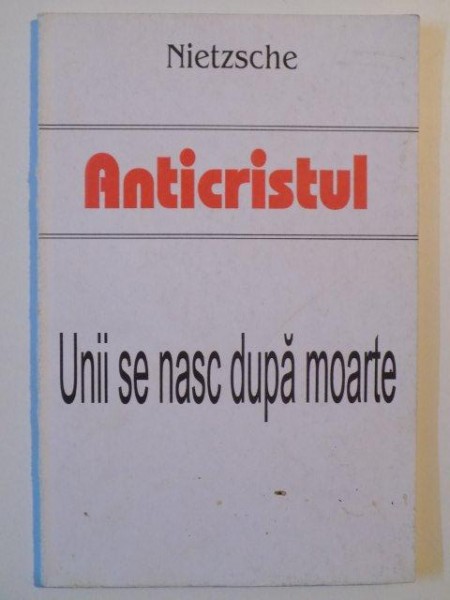 Nietzsche
Anticristul
Unii se nasc după moarte